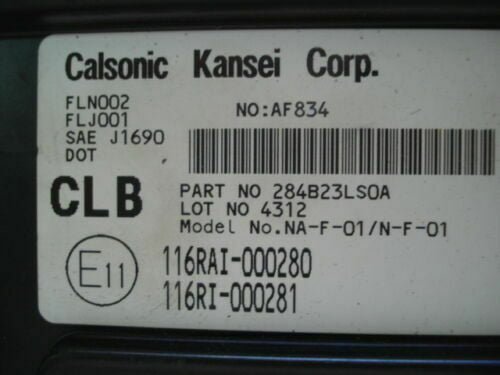 Calsonic Kansei Corp.
FLN002
FLJ001
SAE J1690
DOT
NO:AF834
CLB
PART NO 284B23LS0A
LOT NO 4312
Model No.NA-F-01/N-F-01
E11
116RAI-000280
116RI-000281